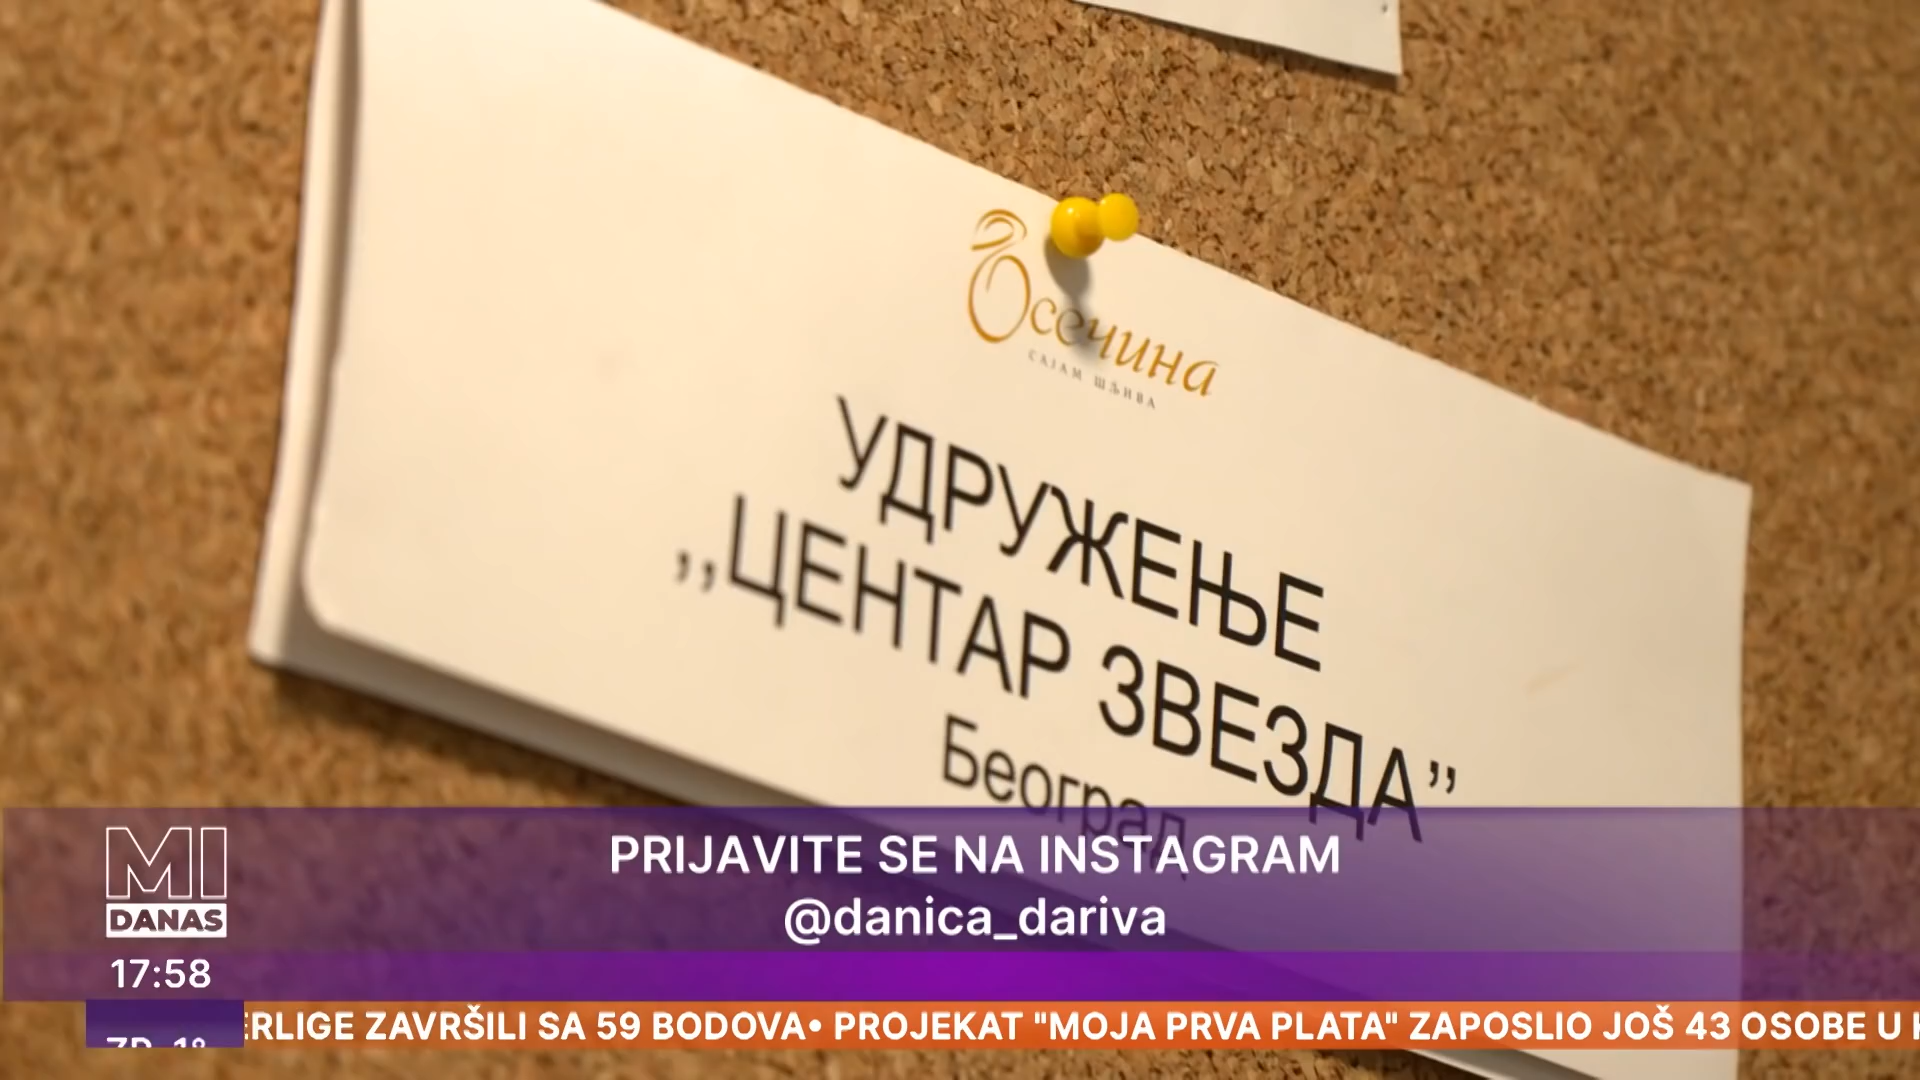 Осечина
САЈАМ ШЉИВА
УДРУЖЕЊЕ
,,ЦЕНТАР ЗВЕЗДА”
Београд
PRIJAVITE SE NA INSTAGRAM
@danica_dariva
MI
DANAS
17:58
ERLIGE ZAVRŠILI SA 59 BODOVA• PROJEKAT "MOJA PRVA PLATA" ZAPOSLIO JOŠ 43 OSOBE U